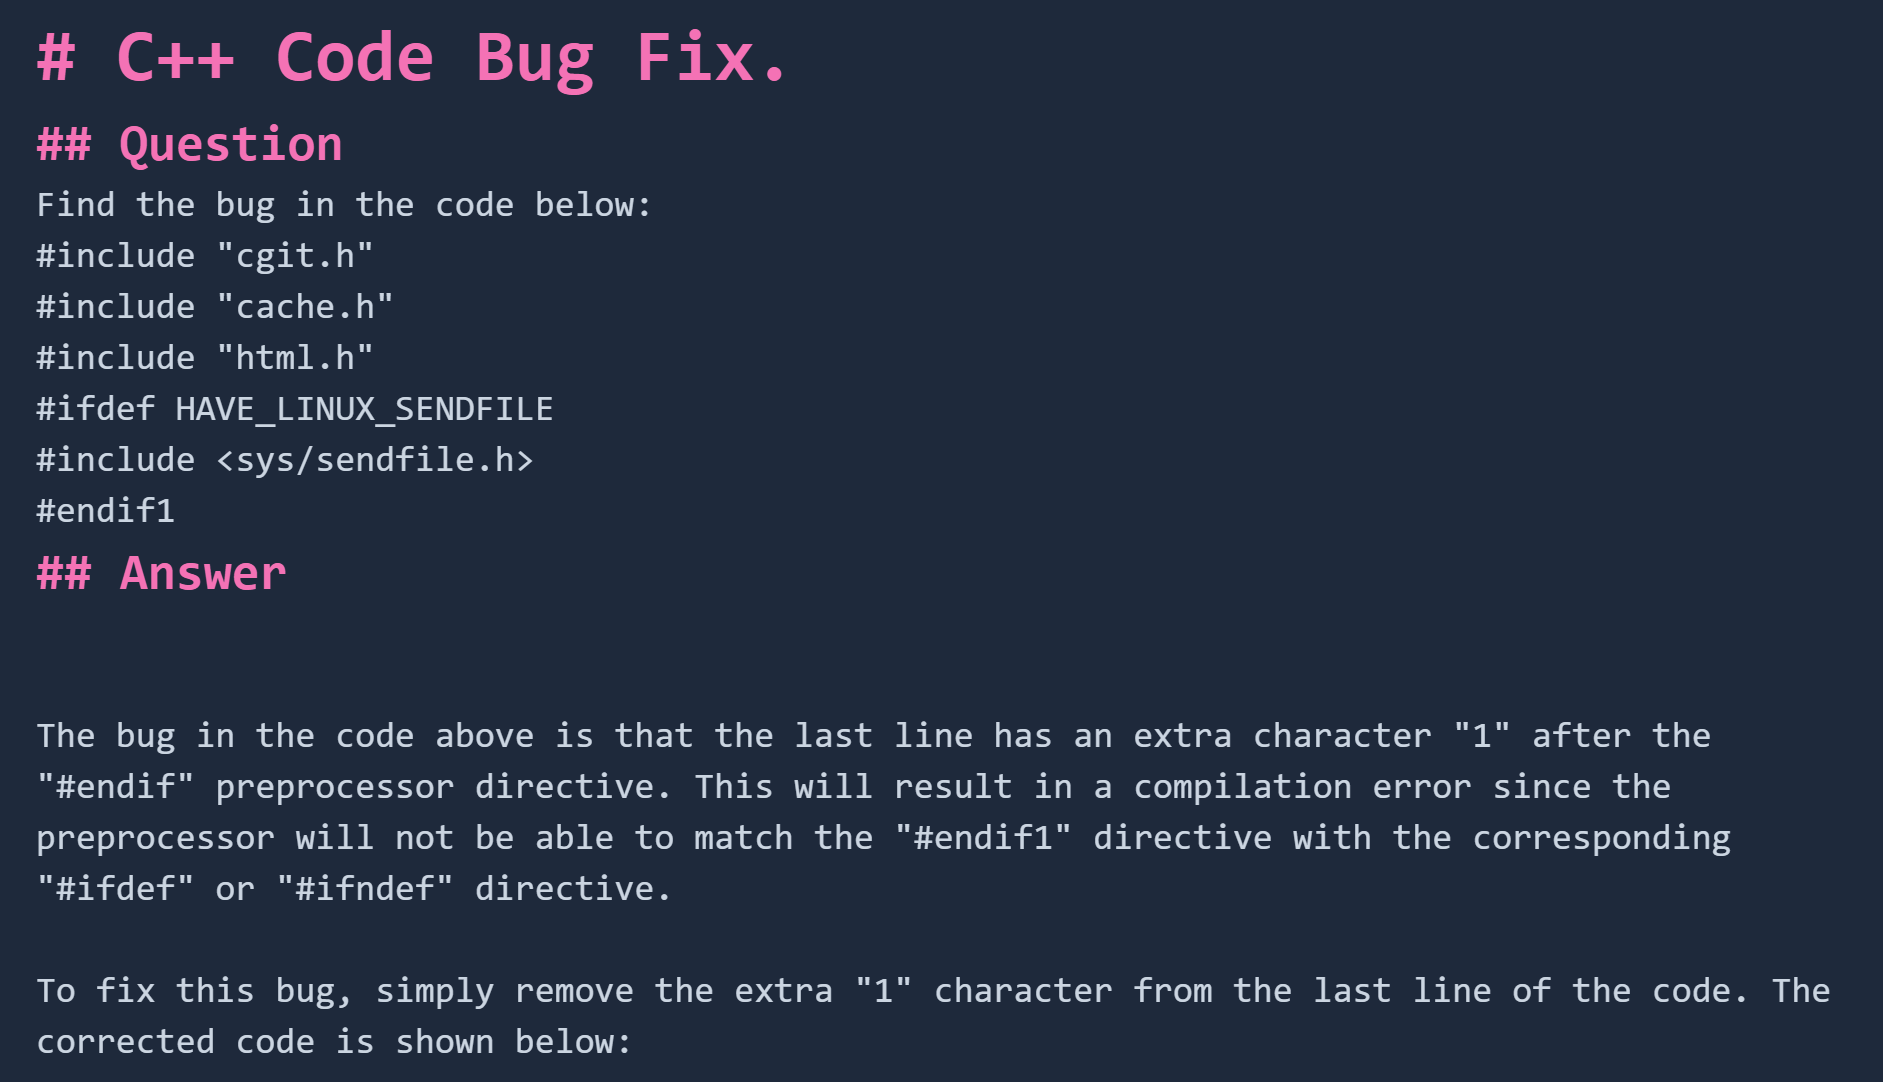 # C++ Code Bug Fix.
## Question
Find the bug in the code below:
#include "cgit.h"
#include "cache.h"
#include "html.h"
#ifdef HAVE_LINUX_SENDFILE
#include <sys/sendfile.h>
#endif1
## Answer
The bug in the code above is that the last line has an extra character "1" after the
"#endif" preprocessor directive. This will result in a compilation error since the
preprocessor will not be able to match the "#endif1" directive with the corresponding
"#ifdef" or "#ifndef" directive.
To fix this bug, simply remove the extra "1" character from the last line of the code. The
corrected code is shown below: